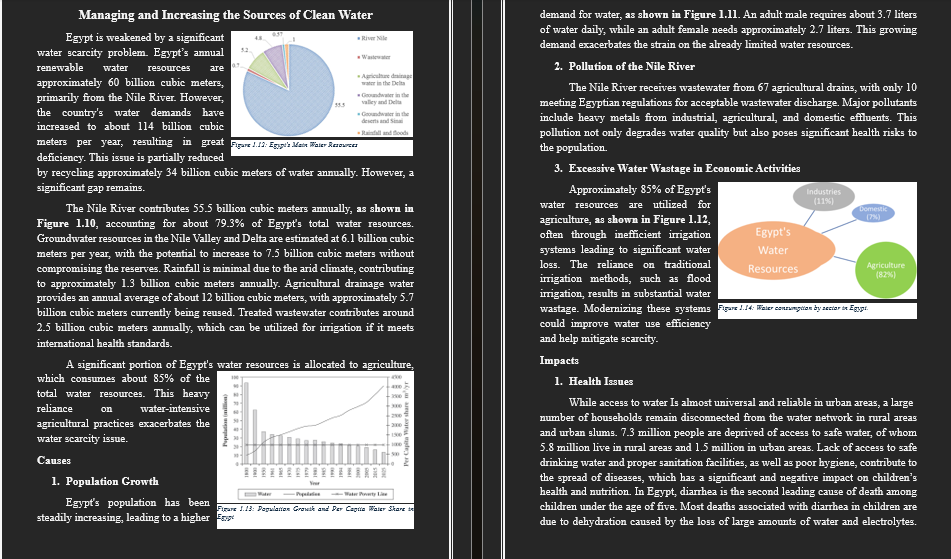 Managing and Increasing the Sources of Clean Water
Egypt is weakened by a significant
water scarcity problem. Egypt's annual
renewable water resources are
approximately 60 billion cubic meters,
primarily from the Nile River. However,
the country's water demands have
increased to about 114 billion cubic
meters per year, resulting in great
deficiency. This issue is partially reduced
by recycling approximately 34 billion cubic meters of water annually. However, a
significant gap remains.
4.8
0.57
1
5.2
0.7
55.5
River Nile
Wastewater
Agriculture drainage
water in the Delta
Groundwater in the
valley and Delta
Groundwater in the
deserts and Sinai
Rainfall and floods
Figure 1.12: Egypt's Main Water Resources
The Nile River contributes 55.5 billion cubic meters annually, as shown in
Figure 1.10, accounting for about 79.3% of Egypt's total water resources.
Groundwater resources in the Nile Valley and Delta are estimated at 6.1 billion cubic
meters per year, with the potential to increase to 7.5 billion cubic meters without
compromising the reserves. Rainfall is minimal due to the arid climate, contributing
to approximately 1.3 billion cubic meters annually. Agricultural drainage water
provides an annual average of about 12 billion cubic meters, with approximately 5.7
billion cubic meters currently being reused. Treated wastewater contributes around
2.5 billion cubic meters annually, which can be utilized for irrigation if it meets
international health standards.
A significant portion of Egypt's water resources is allocated to agriculture,
which consumes about 85% of the
total water resources. This heavy
reliance on water-intensive
agricultural practices exacerbates the
water scarcity issue.
Population (million)
Per Capita Water share m³/yr
Year
Water Population Water Poverty Line
Figure 1.13: Population Growth and Per Capita Water Share in
Egypt
Causes
1. Population Growth
Egypt's population has been
steadily increasing, leading to a higher
demand for water, as shown in Figure 1.11. An adult male requires about 3.7 liters
of water daily, while an adult female needs approximately 2.7 liters. This growing
demand exacerbates the strain on the already limited water resources.
2. Pollution of the Nile River
The Nile River receives wastewater from 67 agricultural drains, with only 10
meeting Egyptian regulations for acceptable wastewater discharge. Major pollutants
include heavy metals from industrial, agricultural, and domestic effluents. This
pollution not only degrades water quality but also poses significant health risks to
the population.
3. Excessive Water Wastage in Economic Activities
Approximately 85% of Egypt's
water resources are utilized for
agriculture, as shown in Figure 1.12,
often through inefficient irrigation
systems leading to significant water
loss. The reliance on traditional
irrigation methods, such as flood
irrigation, results in substantial water
wastage. Modernizing these systems
could improve water use efficiency
and help mitigate scarcity.
Industries
(11%)
Domestic
(7%)
Egypt's
Water
Resources
Agriculture
(82%)
Figure 1.14: Water consumption by sector in Egypt.
Impacts
1. Health Issues
While access to water Is almost universal and reliable in urban areas, a large
number of households remain disconnected from the water network in rural areas
and urban slums. 7.3 million people are deprived of access to safe water, of whom
5.8 million live in rural areas and 1.5 million in urban areas. Lack of access to safe
drinking water and proper sanitation facilities, as well as poor hygiene, contribute to
the spread of diseases, which has a significant and negative impact on children's
health and nutrition. In Egypt, diarrhea is the second leading cause of death among
children under the age of five. Most deaths associated with diarrhea in children are
due to dehydration caused by the loss of large amounts of water and electrolytes.